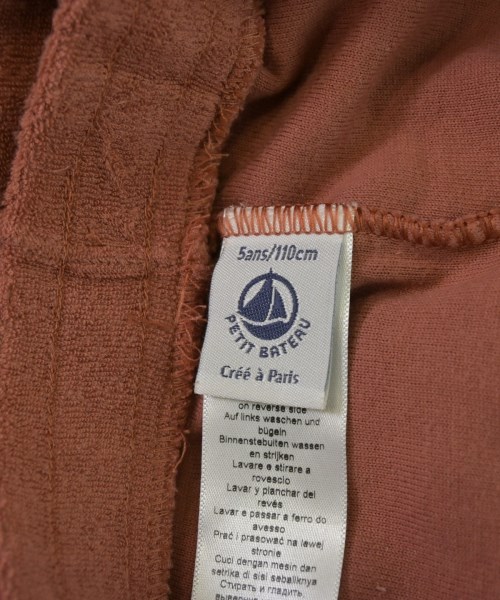 5ans/110cm
PETIT BATEAU
Créé à Paris
on reverse side
Auf links waschen und
bügeln
Binnenstebuiten wassen
en strijken
Lavare e stirare a
rovescio
Lavar y planchar del
revés
Lavar e passar a ferro do
avesso
Prać i prasować na lewej
stronie
Cuci dengan mesin dan
setrika di sisi sebaliknya
Стирать и гладить,